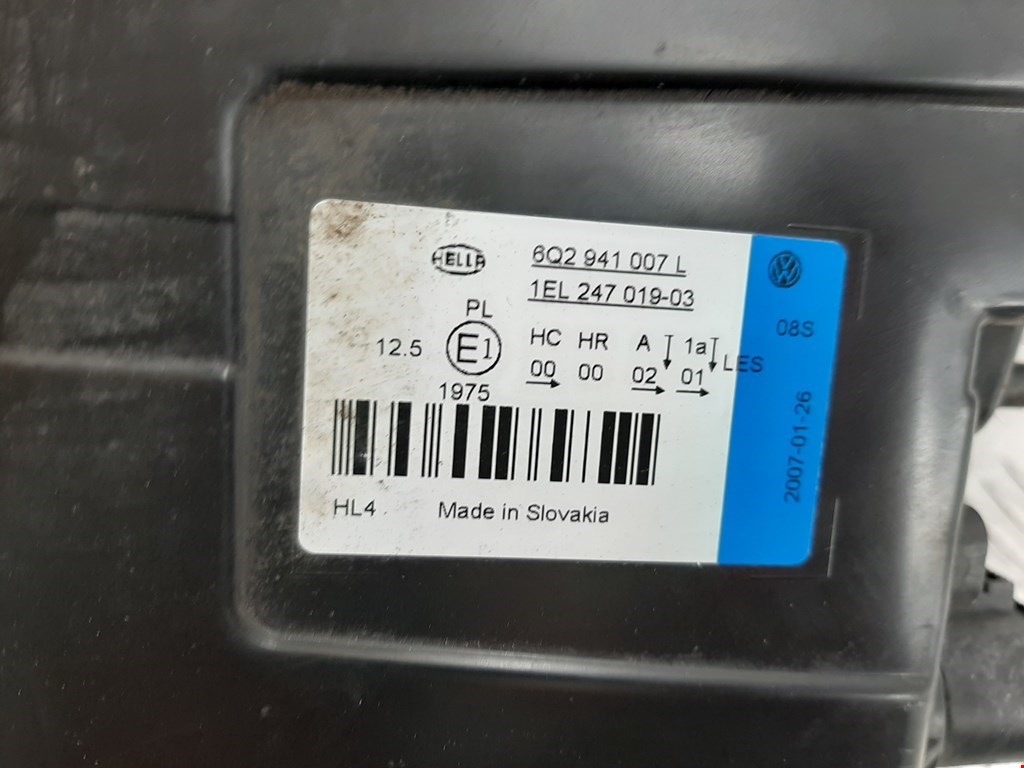 HELLA
6Q2 941 007 L
1EL 247 019-03
PL
12.5 E1
1975
HC HR A 1a
00 00 02 01 LES
HL4 Made in Slovakia
VW
08S
2007-01-26